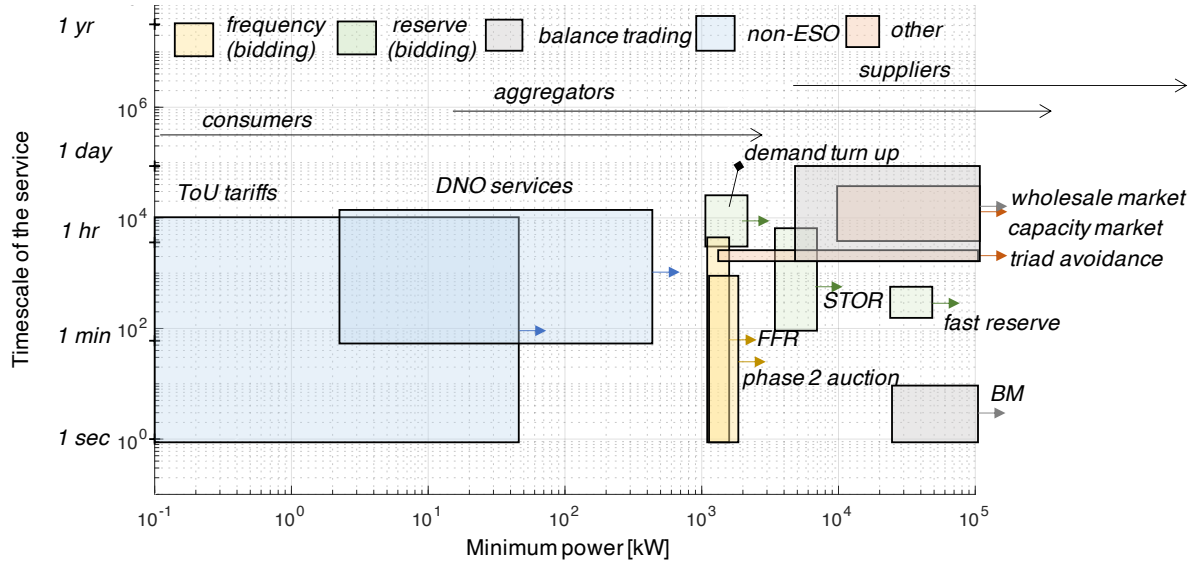 1 yr
frequency
(bidding)
reserve
(bidding)
balance trading
non-ESO
other
suppliers
10^6
aggregators
consumers
1 day
demand turn up
ToU tariffs
DNO services
wholesale market
10^4
1 hr
capacity market
triad avoidance
STOR
fast reserve
1 min
10^2
FFR
phase 2 auction
BM
1 sec
10^0
10^-1
10^0
10^1
10^2
10^3
10^4
10^5
Minimum power [kW]
Timescale of the service